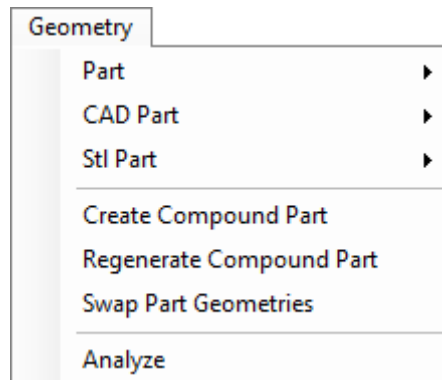 Geometry
Part
CAD Part
Stl Part
Create Compound Part
Regenerate Compound Part
Swap Part Geometries
Analyze